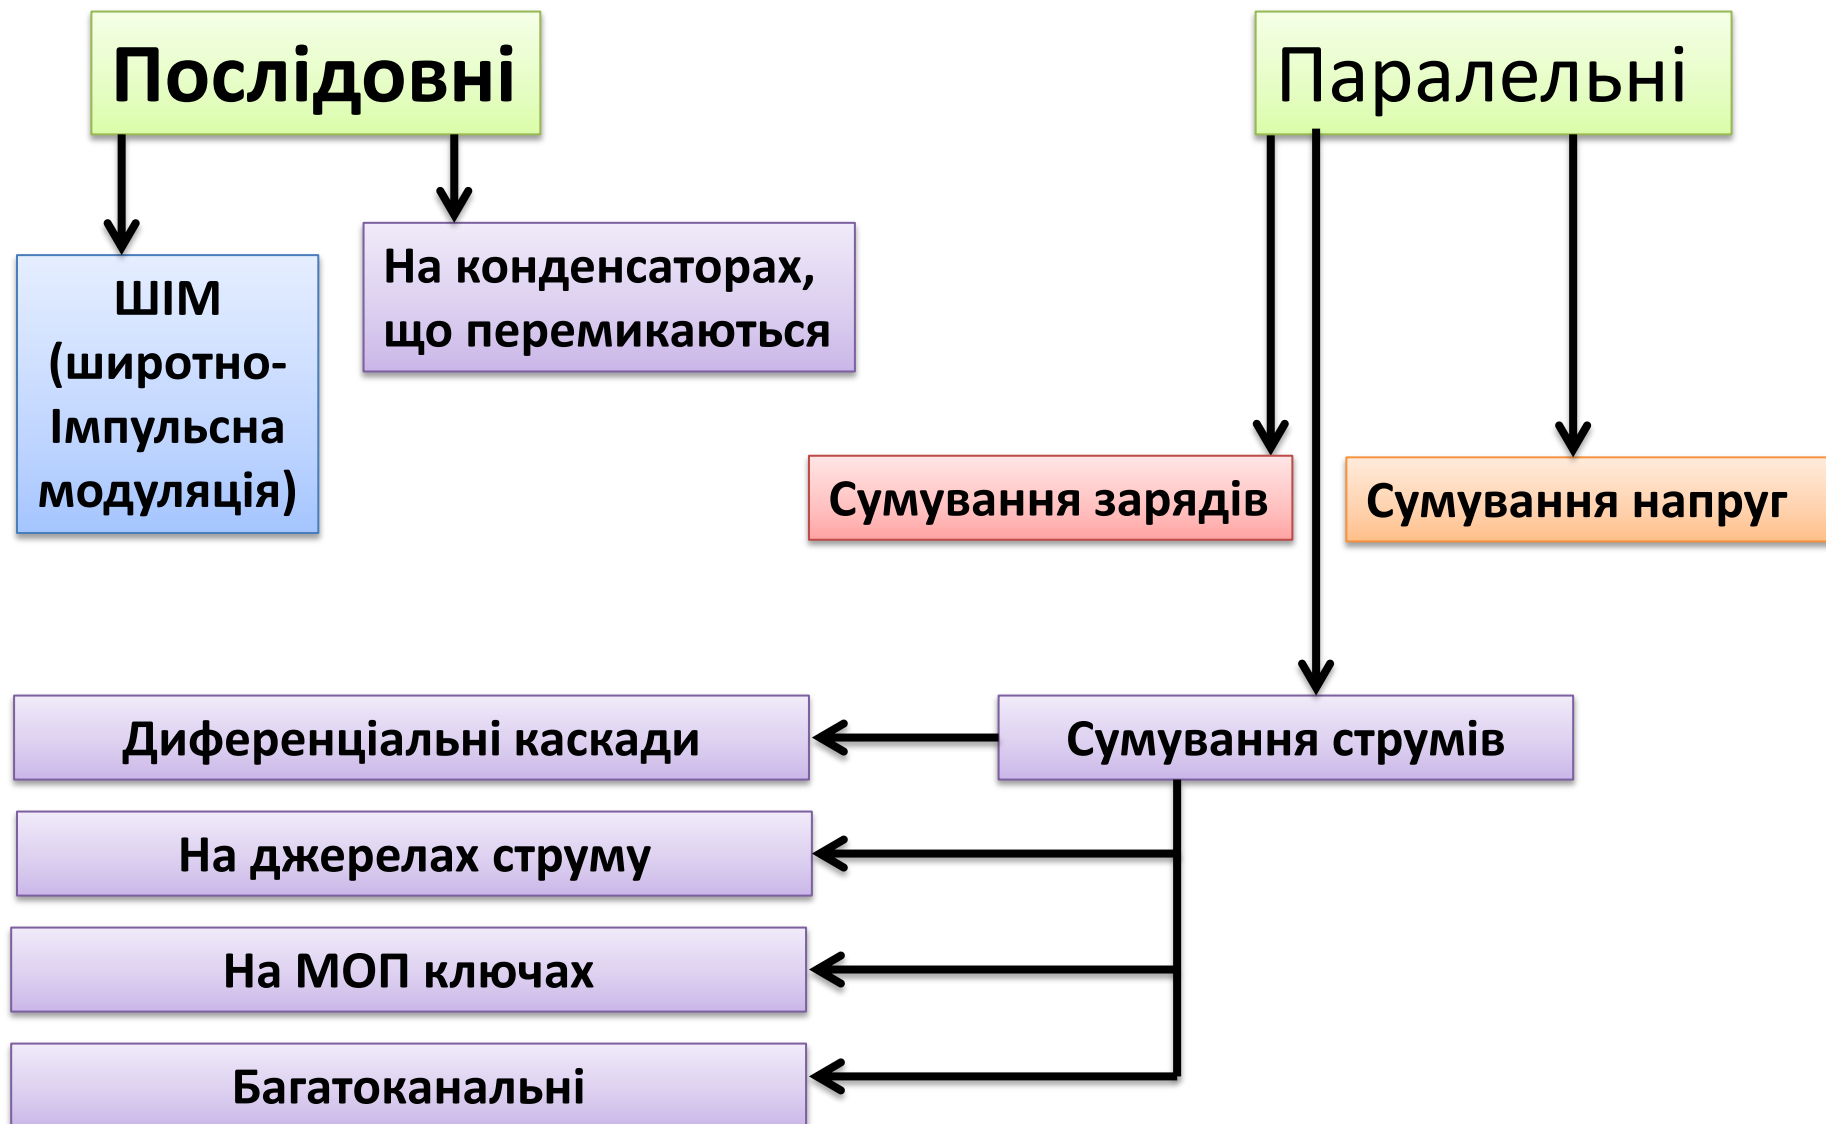 Послідовні
Паралельні
ШІМ
(широтно-
Імпульсна
модуляція)
На конденсаторах,
що перемикаються
Сумування зарядів
Сумування напруг
Сумування струмів
Диференціальні каскади
На джерелах струму
На МОП ключах
Багатоканальні